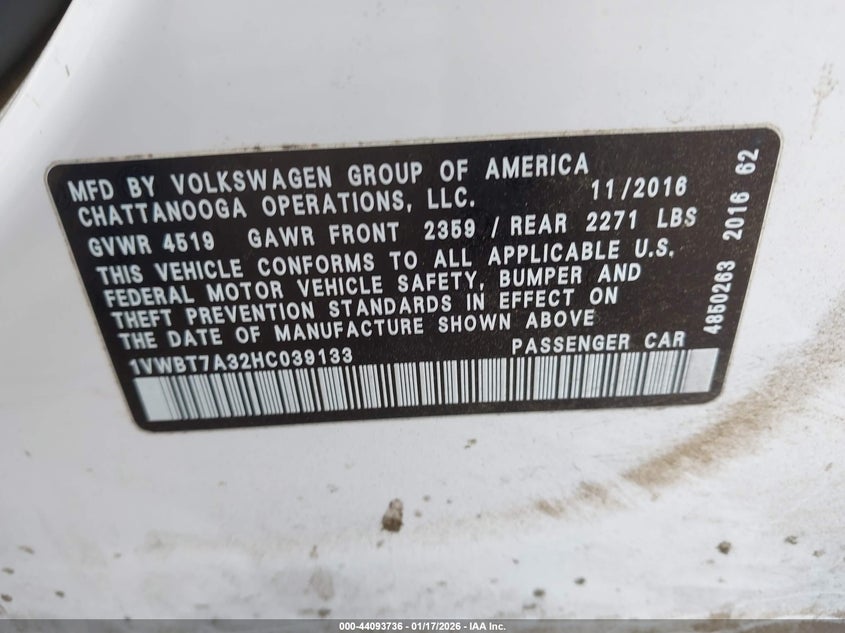 MFD BY VOLKSWAGEN GROUP OF AMERICA
CHATTANOOGA OPERATIONS, LLC. 11/2016
GVWR 4519 GAWR FRONT 2359 / REAR 2271 LBS
THIS VEHICLE CONFORMS TO ALL APPLICABLE U.S.
FEDERAL MOTOR VEHICLE SAFETY, BUMPER AND
THEFT PREVENTION STANDARDS IN EFFECT ON
THE DATE OF MANUFACTURE SHOWN ABOVE
1VWBT7A32HC039133 PASSENGER CAR
4850263 2016 62
000-44093736 - 01/17/2026 - IAA Inc.